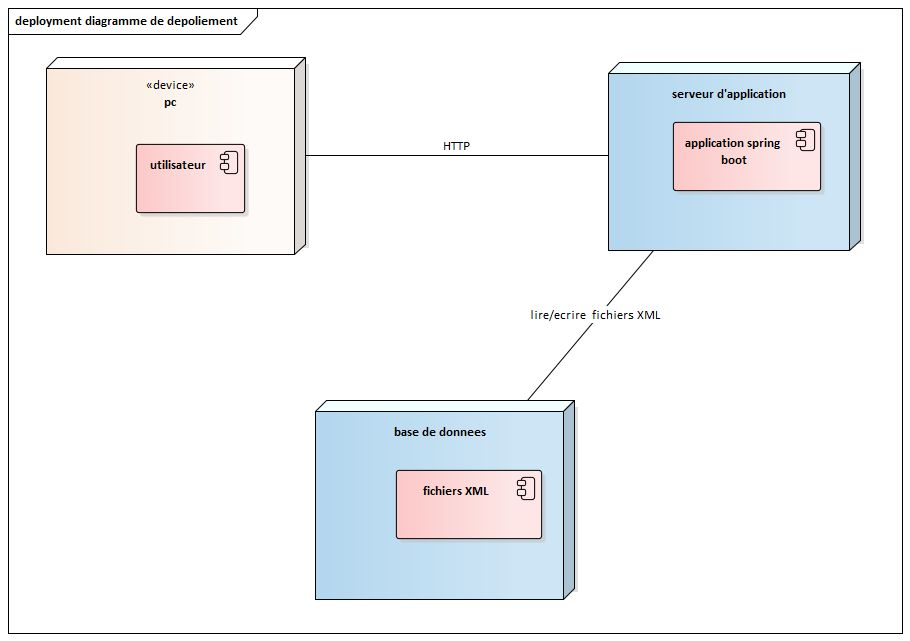 deployment diagramme de depoliement
«device»
pc
utilisateur
HTTP
serveur d'application
application spring
boot
lire/ecrire fichiers XML
base de donnees
fichiers XML